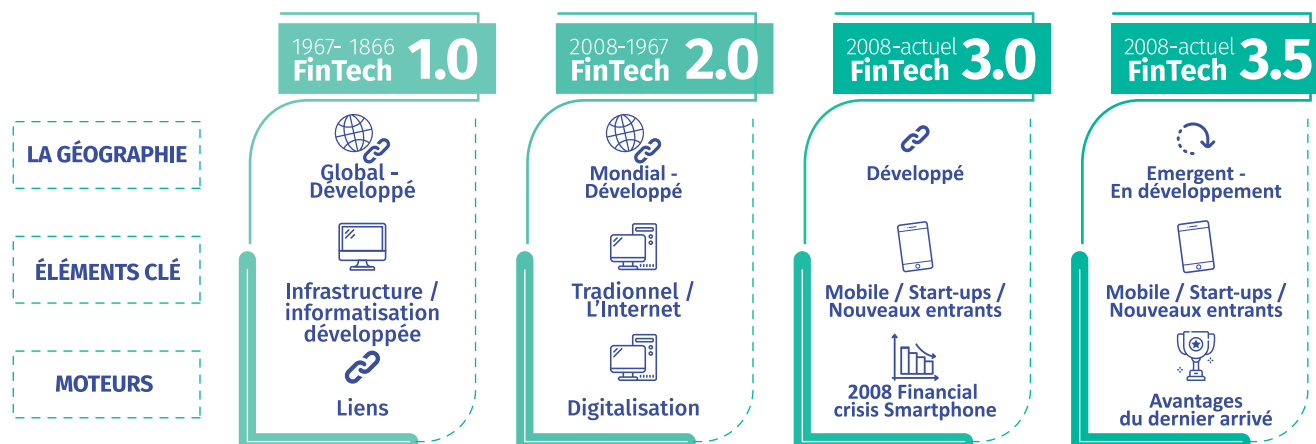 1967- 1866
FinTech 1.0
2008-1967
FinTech 2.0
2008-actuel
FinTech 3.0
2008-actuel
FinTech 3.5
LA GÉOGRAPHIE
Global -
Développé
Mondial -
Développé
Développé
Emergent -
En développement
ÉLÉMENTS CLÉ
Infrastructure /
informatisation
développée
Tradionnel /
L'Internet
Mobile / Start-ups /
Nouveaux entrants
Mobile / Start-ups /
Nouveaux entrants
MOTEURS
Liens
Digitalisation
2008 Financial
crisis Smartphone
Avantages
du dernier arrivé